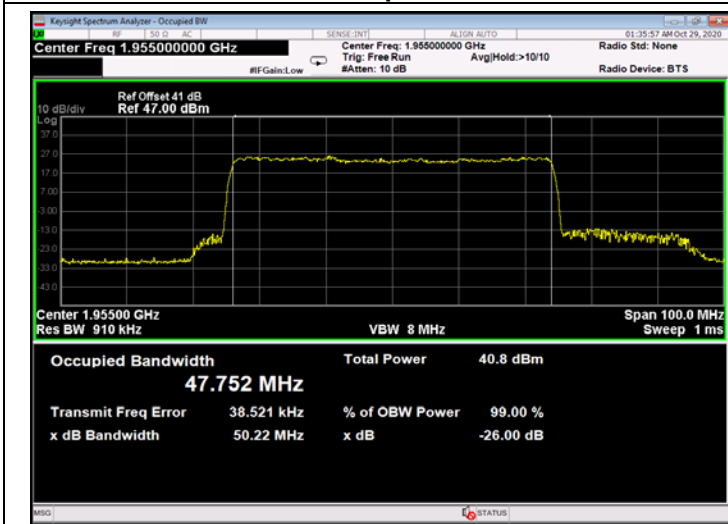 Keysight Spectrum Analyzer - Occupied BW
LXI RF 50 Ω AC SENSE:INT ALIGN AUTO 01:35:57 AM Oct 29, 2020
Center Freq 1.955000000 GHz Center Freq: 1.955000000 GHz Radio Std: None
Trig: Free Run Avg|Hold:>10/10
#IFGain:Low #Atten: 10 dB Radio Device: BTS
Ref Offset 41 dB
10 dB/div Ref 47.00 dBm
Log
37.0
27.0
17.0
7.00
-3.00
-13.0
-23.0
-33.0
-43.0
Center 1.95500 GHz Span 100.0 MHz
Res BW 910 kHz VBW 8 MHz Sweep 1 ms
Occupied Bandwidth Total Power 40.8 dBm
47.752 MHz
Transmit Freq Error 38.521 kHz % of OBW Power 99.00 %
x dB Bandwidth 50.22 MHz x dB -26.00 dB
MSG STATUS